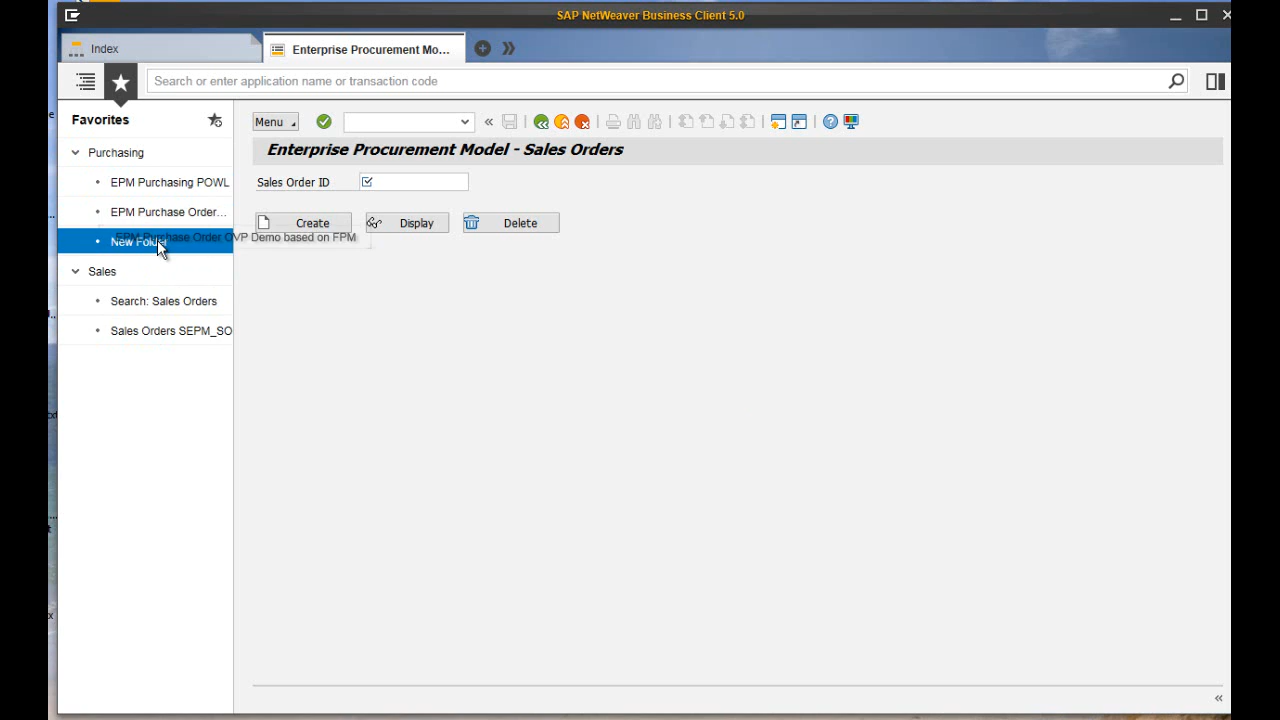 SAP NetWeaver Business Client 5.0
Index
Enterprise Procurement Mo...
Search or enter application name or transaction code
Favorites
Menu
Enterprise Procurement Model - Sales Orders
Purchasing
Sales Order ID
EPM Purchasing POWL
EPM Purchase Order...
Create
Display
Delete
New Folder
EPM Purchase Order OVP Demo based on FPM
Sales
Search: Sales Orders
Sales Orders SEPM_SO